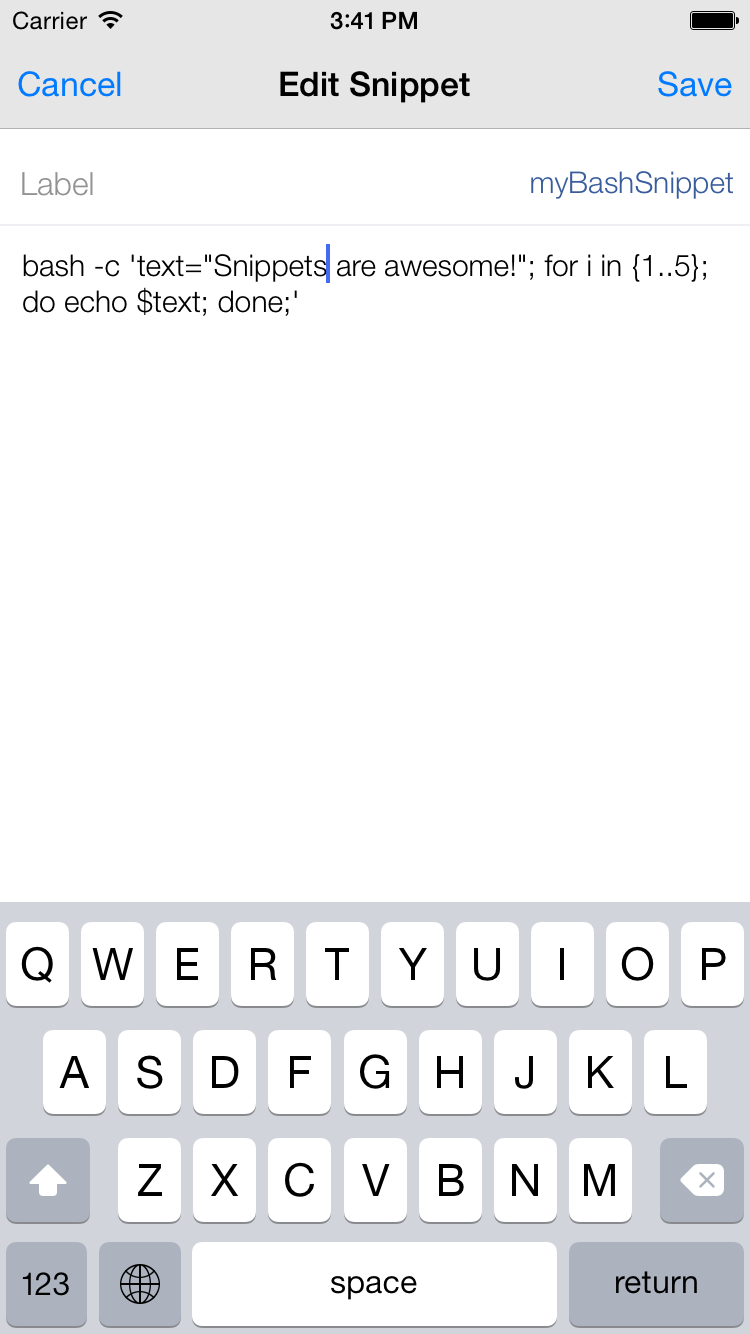 Carrier 3:41 PM
Cancel Edit Snippet Save
Label myBashSnippet
bash -c 'text="Snippets are awesome!"; for i in {1..5};
do echo $text; done;'
Q W E R T Y U I O P
A S D F G H J K L
Z X C V B N M
123 space return